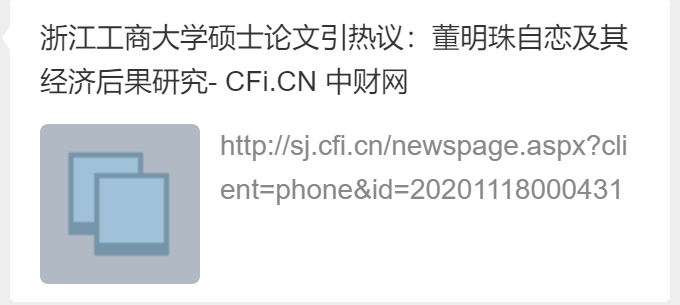 浙江工商大学硕士论文引热议：董明珠自恋及其
经济后果研究- CFi.CN 中财网
http://sj.cfi.cn/newspage.aspx?cli
ent=phone&id=20201118000431